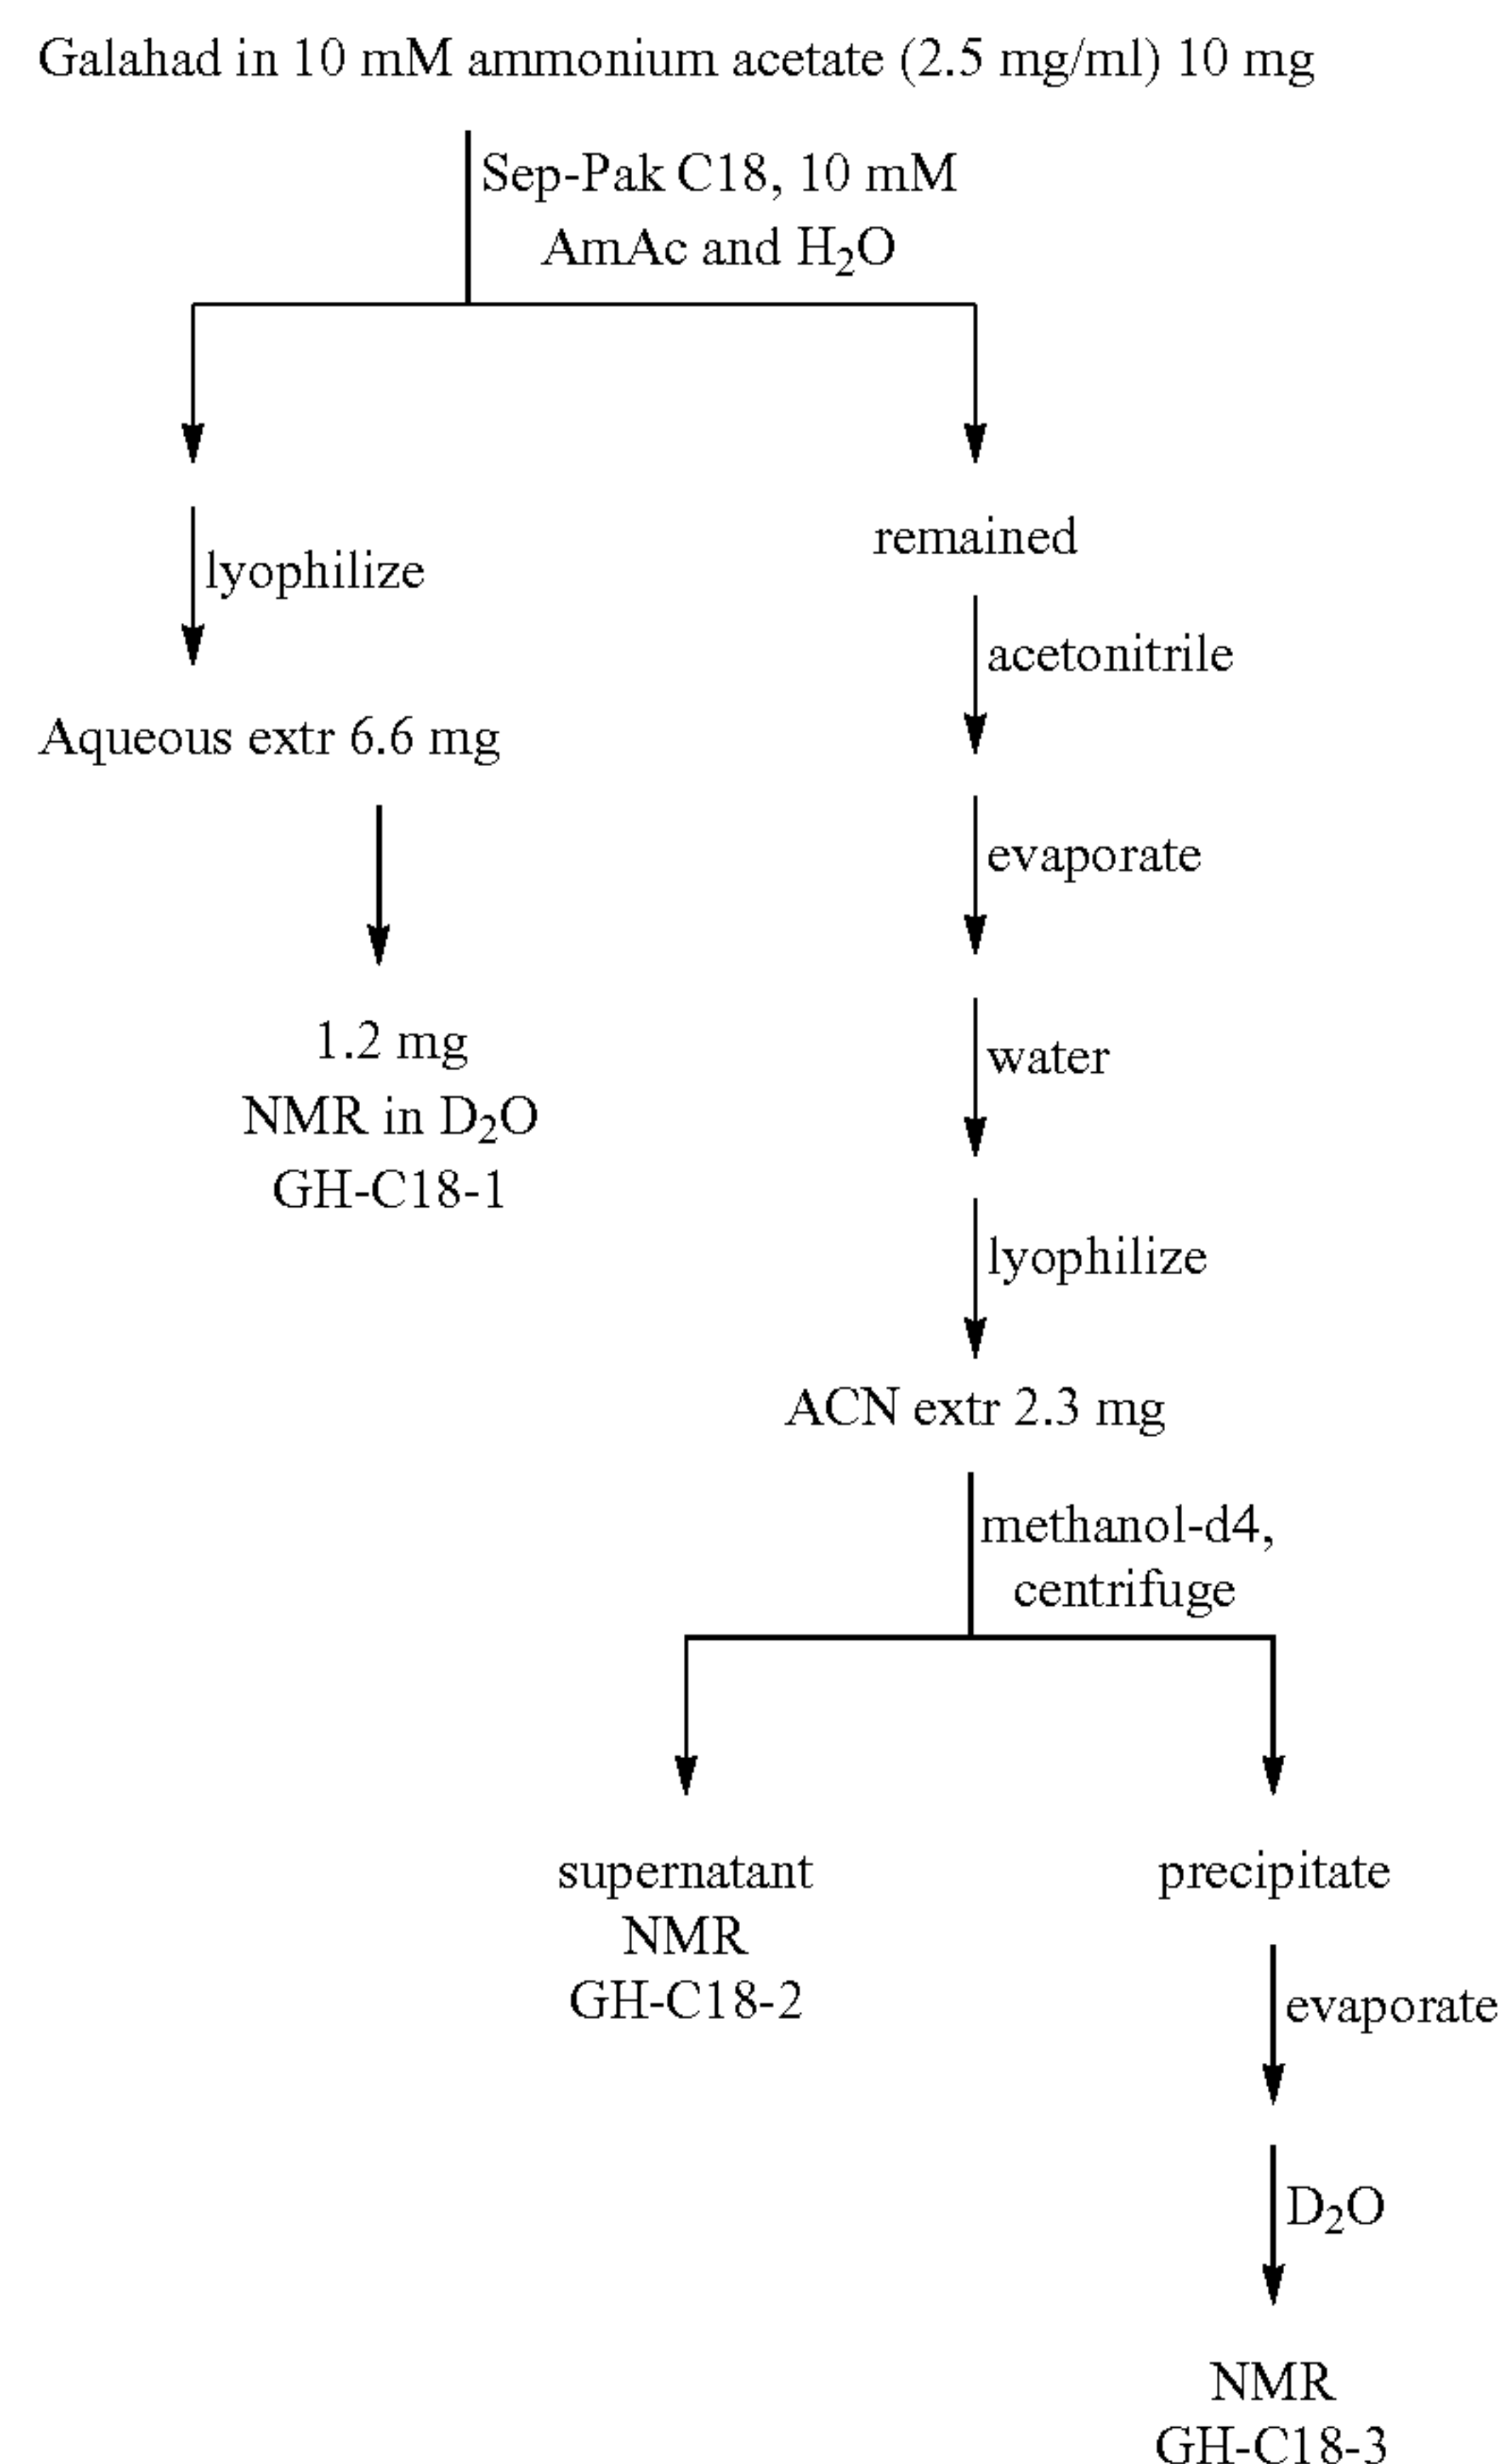 Galahad in 10 mM ammonium acetate (2.5 mg/ml) 10 mg
Sep-Pak C18, 10 mM
AmAc and H₂O
lyophilize
Aqueous extr 6.6 mg
1.2 mg
NMR in D₂O
GH-C18-1
remained
acetonitrile
evaporate
water
lyophilize
ACN extr 2.3 mg
methanol-d4,
centrifuge
supernatant
NMR
GH-C18-2
precipitate
evaporate
D₂O
NMR
GH-C18-3